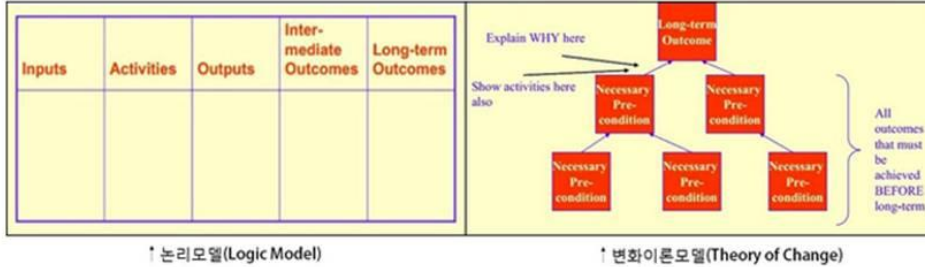 Inputs
Activities
Outputs
Inter-
mediate
Outcomes
Long-term
Outcomes
↑ 논리모델(Logic Model)
Explain WHY here
Show activities here
also
Long-term
Outcome
Necessary
Pre-
condition
Necessary
Pre-
condition
Necessary
Pre-
condition
Necessary
Pre-
condition
Necessary
Pre-
condition
All
outcomes
that must
be
achieved
BEFORE
long-term
↑ 변화이론모델(Theory of Change)